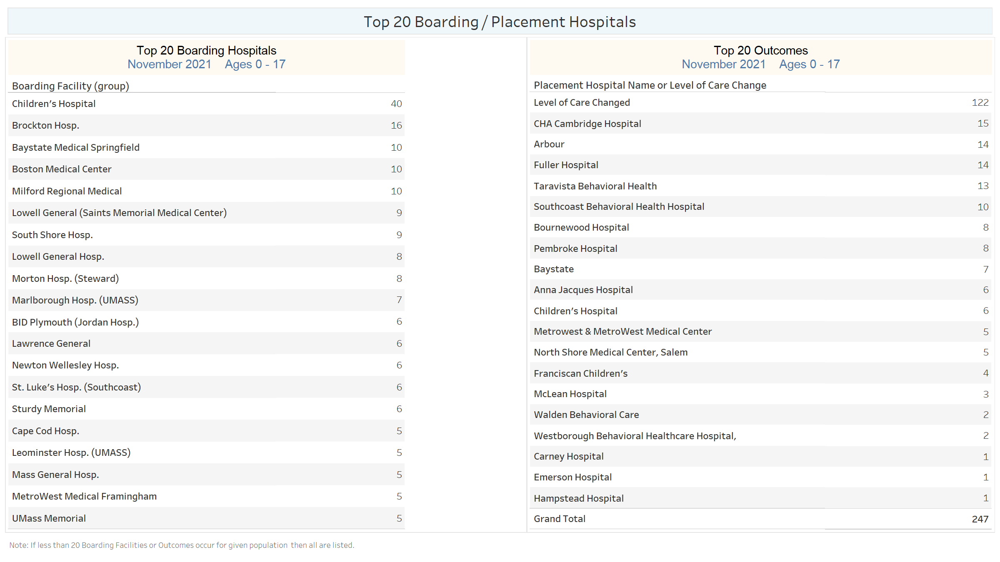 Top 20 Boarding / Placement Hospitals
Top 20 Boarding Hospitals
November 2021 Ages 0 - 17
Boarding Facility (group)
Children's Hospital 40
Brockton Hosp. 16
Baystate Medical Springfield 10
Boston Medical Center 10
Milford Regional Medical 10
Lowell General (Saints Memorial Medical Center) 9
South Shore Hosp. 9
Lowell General Hosp. 8
Morton Hosp. (Steward) 8
Marlborough Hosp. (UMASS) 7
BID Plymouth (Jordan Hosp.) 6
Lawrence General 6
Newton Wellesley Hosp. 6
St. Luke's Hosp. (Southcoast) 6
Sturdy Memorial 6
Cape Cod Hosp. 5
Leominster Hosp. (UMASS) 5
Mass General Hosp. 5
MetroWest Medical Framingham 5
UMass Memorial 5
Top 20 Outcomes
November 2021 Ages 0 - 17
Placement Hospital Name or Level of Care Change
Level of Care Changed 122
CHA Cambridge Hospital 15
Arbour 14
Fuller Hospital 14
Taravista Behavioral Health 13
Southcoast Behavioral Health Hospital 10
Bournewood Hospital 8
Pembroke Hospital 8
Baystate 7
Anna Jacques Hospital 6
Children's Hospital 6
Metrowest & MetroWest Medical Center 5
North Shore Medical Center, Salem 5
Franciscan Children's 4
McLean Hospital 3
Walden Behavioral Care 2
Westborough Behavioral Healthcare Hospital, 2
Carney Hospital 1
Emerson Hospital 1
Hampstead Hospital 1
Grand Total 247
Note: If less than 20 Boarding Facilities or Outcomes occur for given population then all are listed.